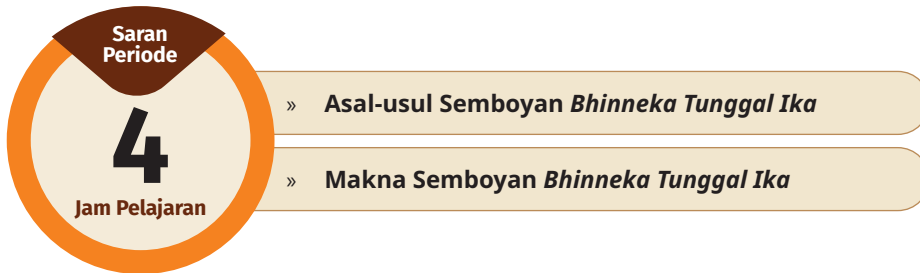 Saran
Periode
4
Jam Pelajaran
» Asal-usul Semboyan Bhinneka Tunggal Ika
» Makna Semboyan Bhinneka Tunggal Ika